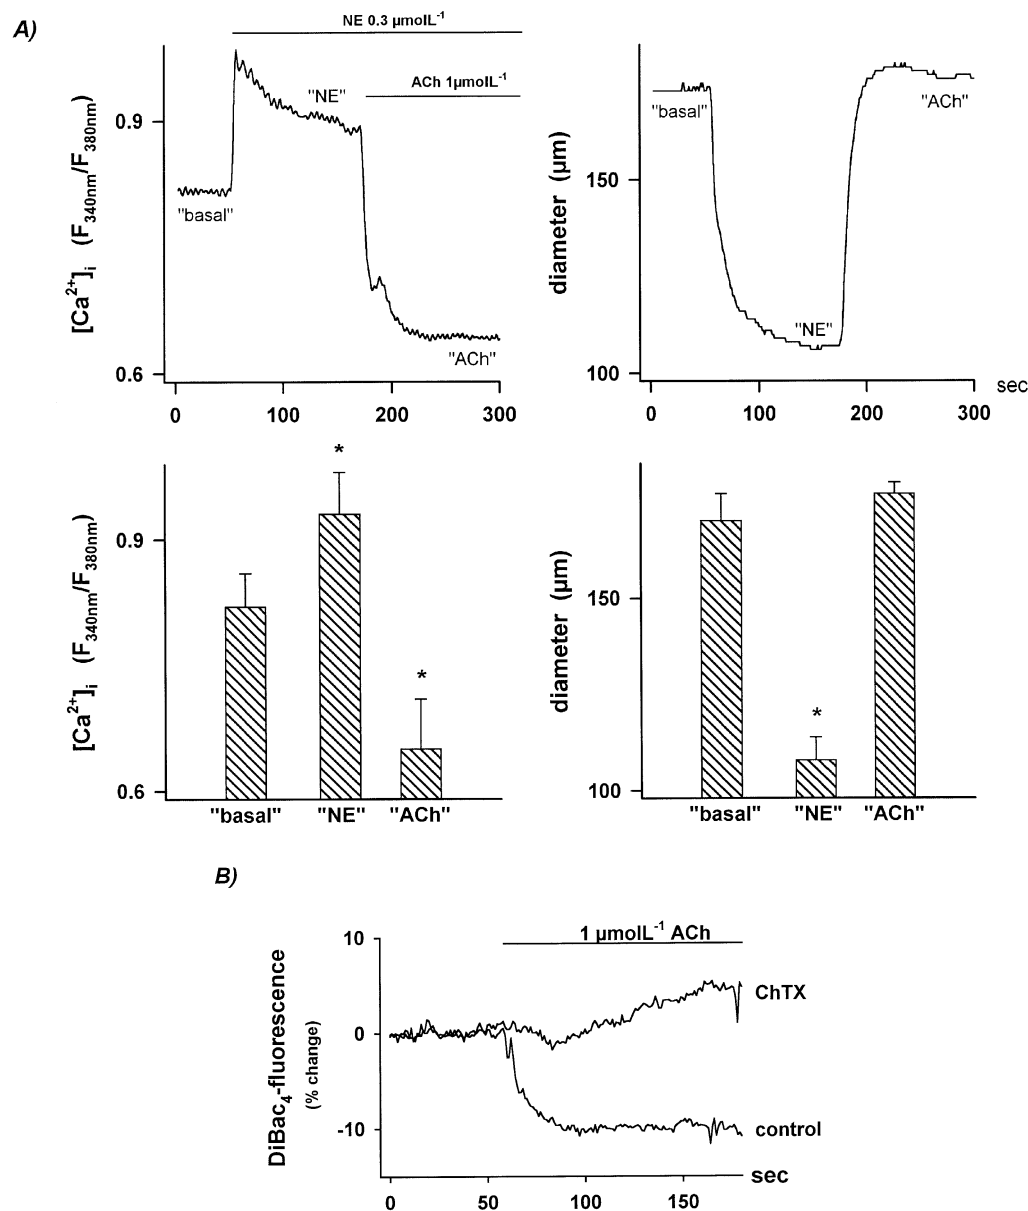 A)
NE 0.3 µmolL-1
ACh 1µmolL-1
[Ca2+]i (F340nm/F380nm)
0.9
0.6
"basal"
"NE"
"ACh"
0 100 200 300
diameter (µm)
150
100
"basal"
"NE"
"ACh"
sec
0 100 200 300
[Ca2+]i (F340nm/F380nm)
0.9
0.6
*
*
"basal" "NE" "ACh"
diameter (µm)
150
100
*
"basal" "NE" "ACh"
B)
DiBac4-fluorescence
(% change)
10
0
-10
1 µmolL-1 ACh
ChTX
control
sec
0 50 100 150